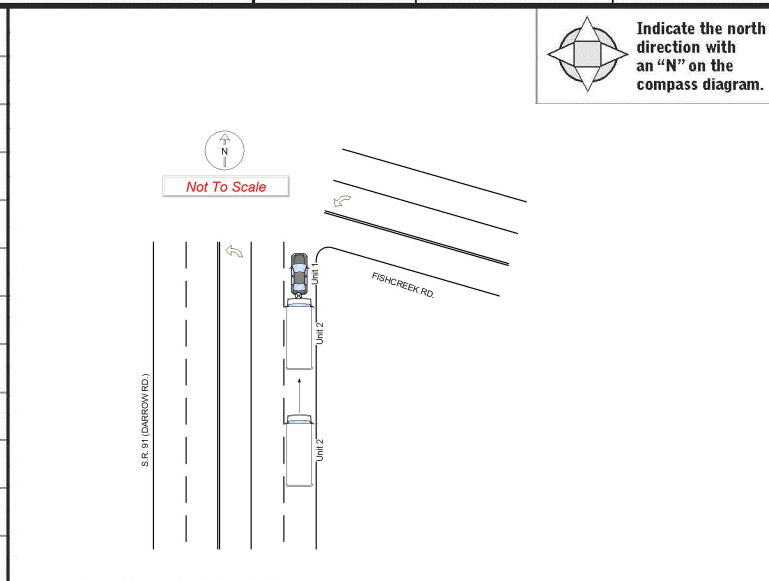 Indicate the north
direction with
an “N” on the
compass diagram.
N
Not To Scale
Unit 1
FISHCREEK RD.
Unit 2
S.R. 91 (DARROW RD.)
Unit 2